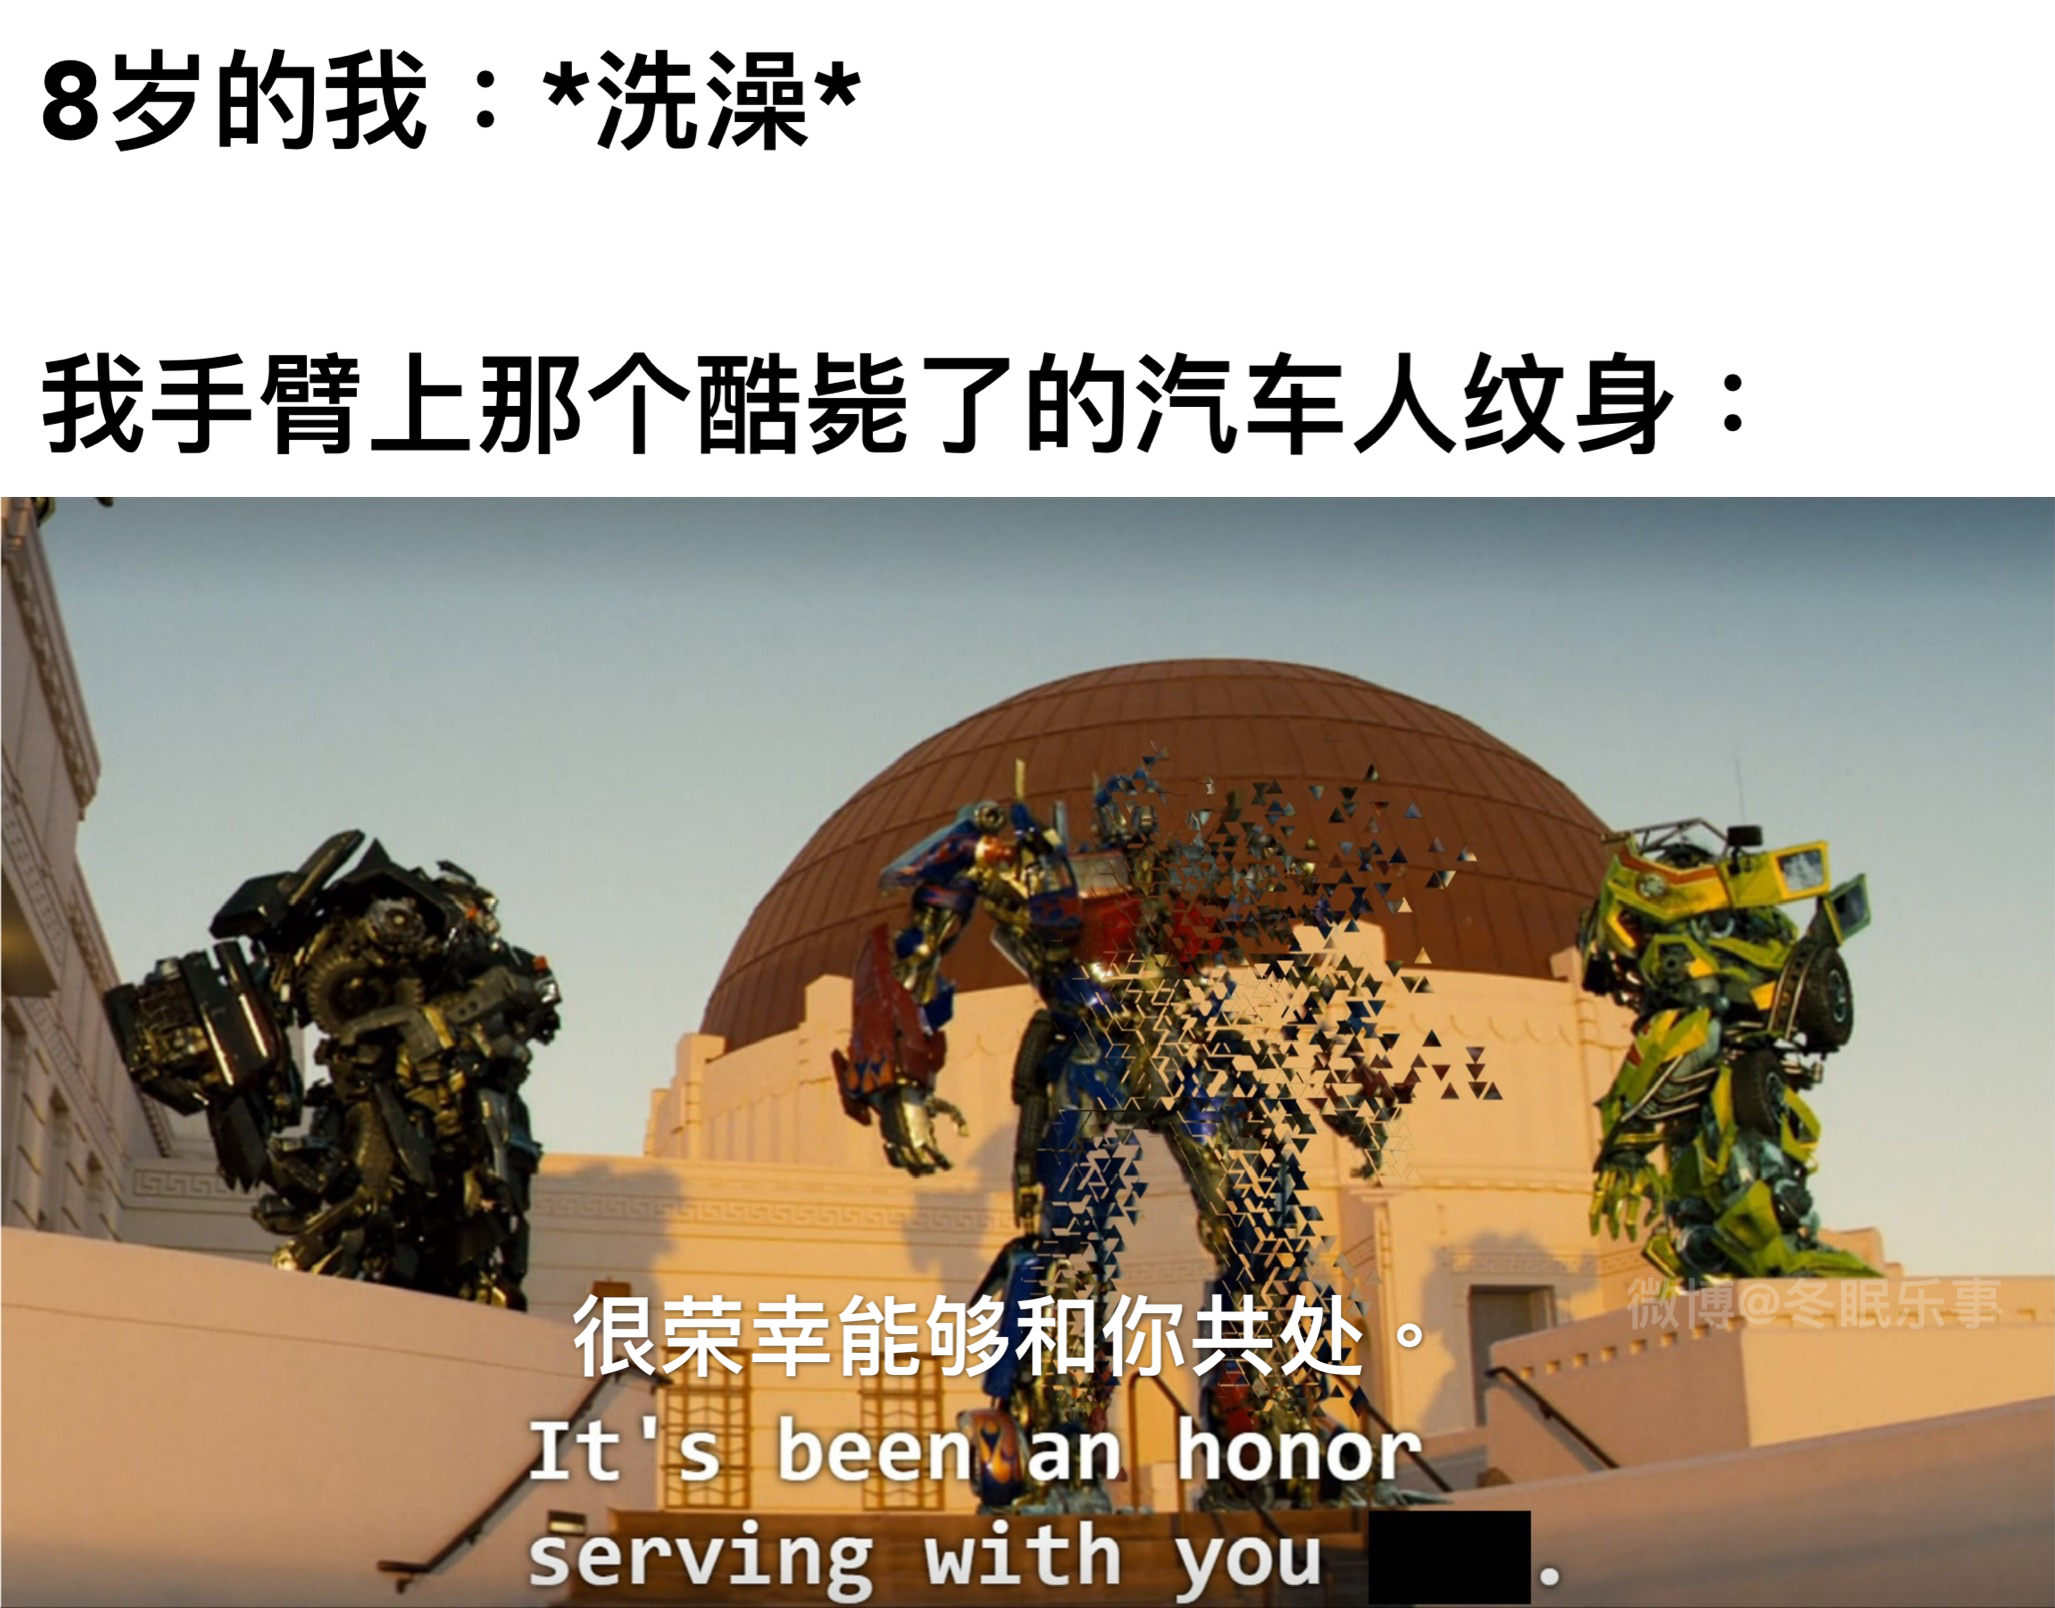 8岁的我：*洗澡*
我手臂上那个酷毙了的汽车人纹身：
微博@冬眠乐事
很荣幸能够和你共处。
It's been an honor
serving with you .